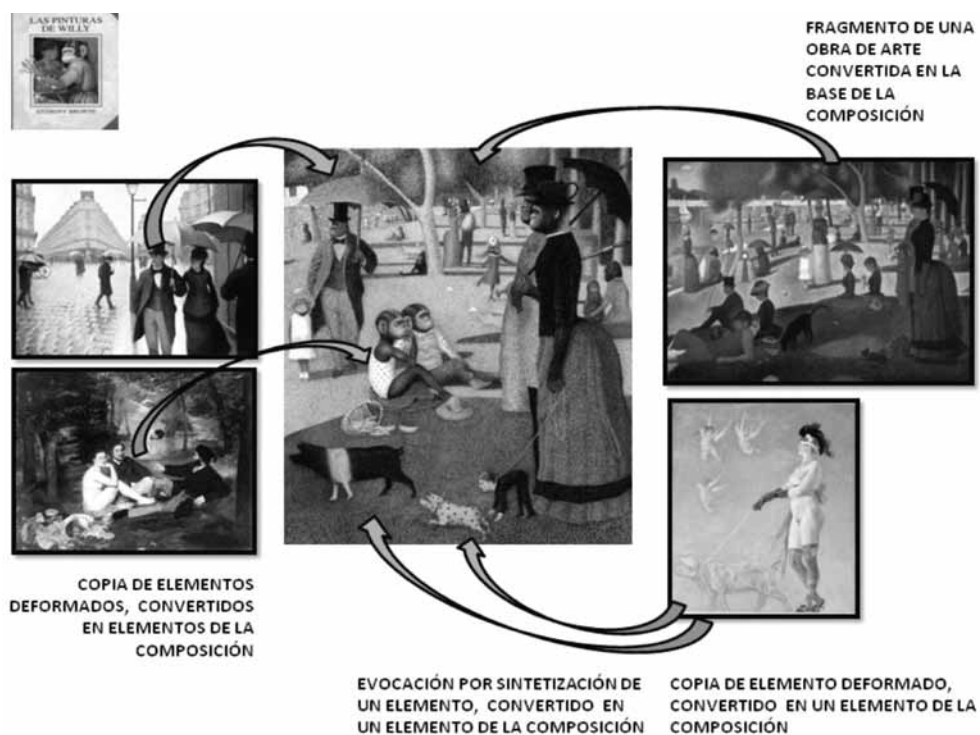 LAS PINTURAS
DE WILLY
ANTHONY BROWNE
FRAGMENTO DE UNA
OBRA DE ARTE
CONVERTIDA EN LA
BASE DE LA
COMPOSICIÓN
COPIA DE ELEMENTOS
DEFORMADOS, CONVERTIDOS
EN ELEMENTOS DE LA
COMPOSICIÓN
EVOCACIÓN POR SINTETIZACIÓN DE
UN ELEMENTO, CONVERTIDO EN
UN ELEMENTO DE LA COMPOSICIÓN
COPIA DE ELEMENTO DEFORMADO,
CONVERTIDO EN UN ELEMENTO DE LA
COMPOSICIÓN